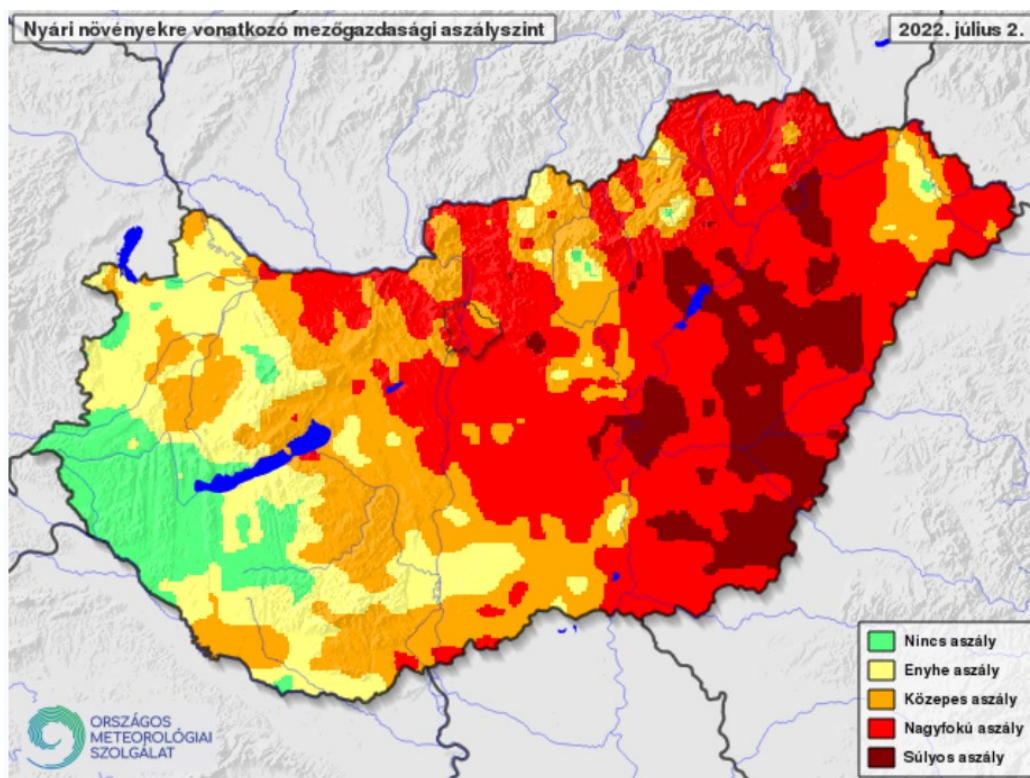 Nyári növényekre vonatkozó mezőgazdasági aszályszint
2022. július 2.
Nincs aszály
Enyhe aszály
Közepes aszály
Nagyfokú aszály
Súlyos aszály
ORSZÁGOS
METEOROLÓGIAI
SZOLGÁLAT